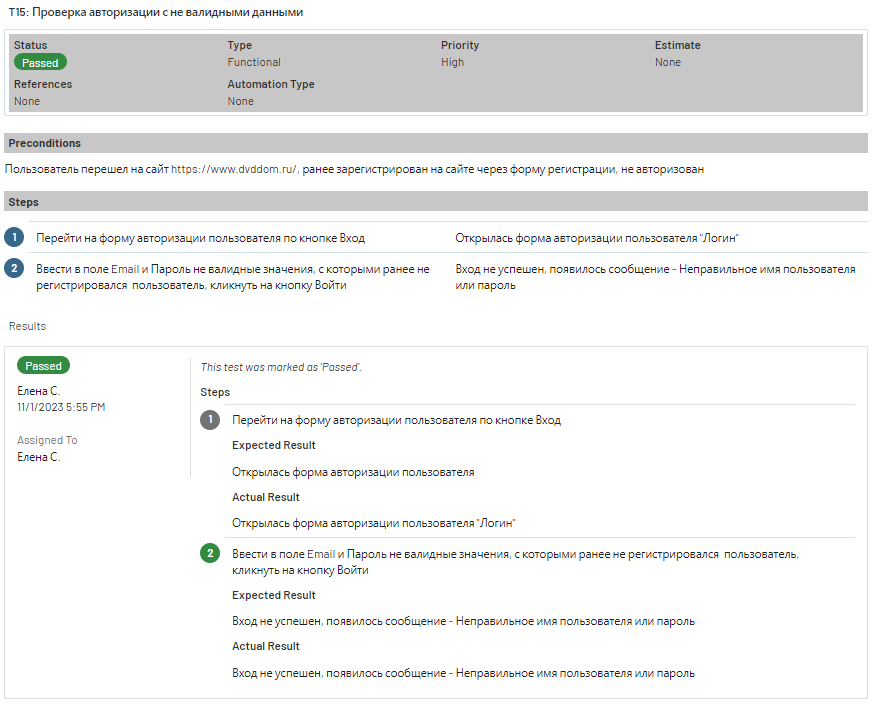 T15: Проверка авторизации с не валидными данными
Status
Type
Priority
Estimate
Passed
Functional
High
None
References
Automation Type
None
None
Preconditions
Пользователь перешел на сайт https://www.dvddom.ru/, ранее зарегистрирован на сайте через форму регистрации, не авторизован
Steps
1
Перейти на форму авторизации пользователя по кнопке Вход
Открылась форма авторизации пользователя "Логин"
2
Ввести в поле Email и Пароль не валидные значения, с которыми ранее не
регистрировался пользователь, кликнуть на кнопку Войти
Вход не успешен, появилось сообщение - Неправильное имя пользователя
или пароль
Results
Passed
Елена С.
11/1/2023 5:55 PM
Assigned To
Елена С.
This test was marked as 'Passed'.
Steps
1
Перейти на форму авторизации пользователя по кнопке Вход
Expected Result
Открылась форма авторизации пользователя
Actual Result
Открылась форма авторизации пользователя "Логин"
2
Ввести в поле Email и Пароль не валидные значения, с которыми ранее не регистрировался пользователь,
кликнуть на кнопку Войти
Expected Result
Вход не успешен, появилось сообщение - Неправильное имя пользователя или пароль
Actual Result
Вход не успешен, появилось сообщение - Неправильное имя пользователя или пароль